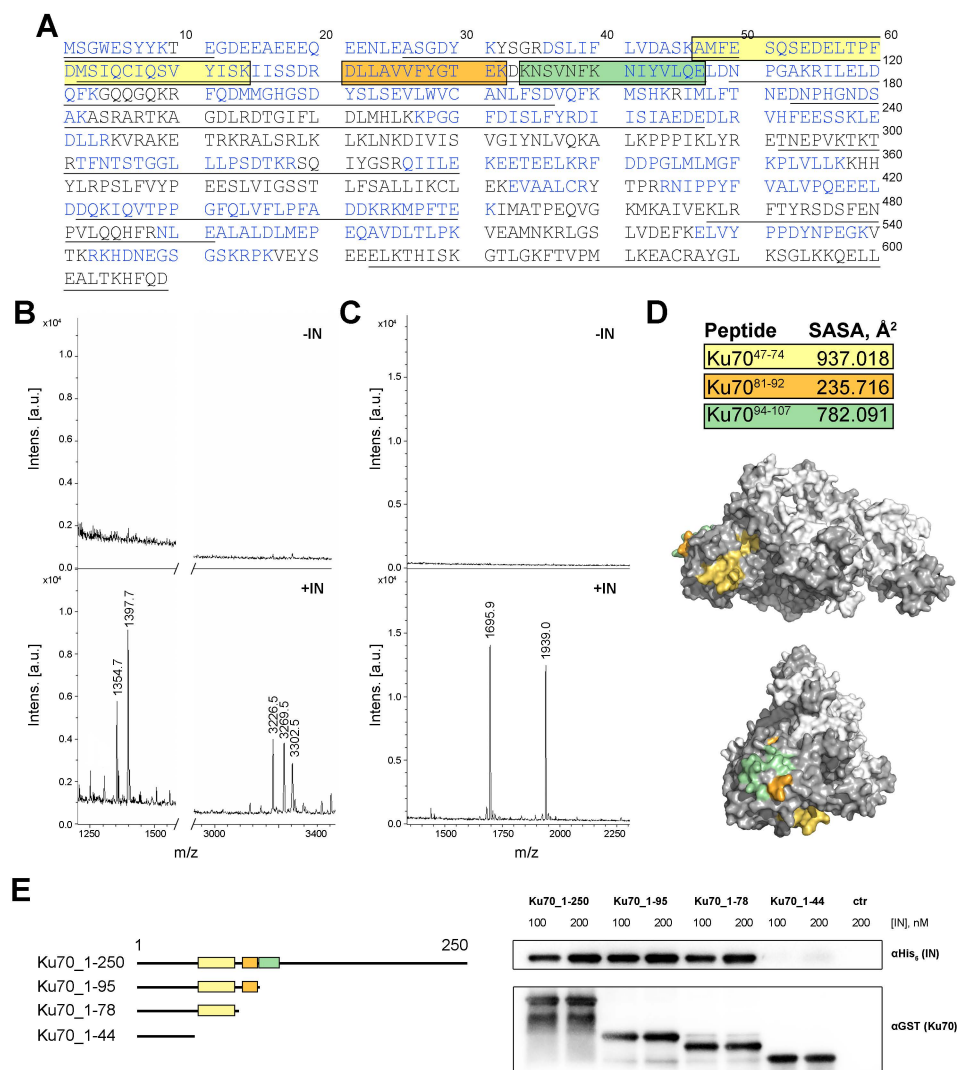 A
10 20 30 40 50 60
MSGWESYYKT EGDEEAEEEQ EENLEASGDY KYSGRDSLIF LVDASKAMFE SQSEDELTPF
120
DMSIQCIQSV YISKIISSDR DLLAVVFYGT EKDKNSVNFK NIYVLQELDN PGAKRILELD
180
QFKGQQGQKR FQDMMGHGSD YSLSEVLWVC ANLFSDVQFK MSHKRIMLFT NEDNPHGNDS
240
AKASRARTKA GDLRDTGIFL DLMHLKKPGG FDISLFYRDI ISIAEDEDLR VHFEESSKLE
300
DLLRKVRAKE TRKRALSRLK LKLNKDIVIS VGIYNLVQKA LKPPPIKLYR ETNEPVKTKT
360
RTFNTSTGGL LLPSDTKRSQ IYGSRQIILE KEETEELKRF DDPGLMLMGF KPLVLLKKHH
420
YLRPSLFVYP EESLVIGSST LFSALLIKCL EKEVAALCRY TPRRNIPPYF VALVPQEEEL
480
DDQKIQVTPP GFQLVFLPFA DDKRKMPFTE KIMATPEQVG KMKAIVEKLR FTYRSDSFEN
540
PVLQQHFRNL EALALDLMEP EQAVDLTLPK VEAMNKRLGS LVDEFKELVY PPDYNPEGKV
600
TKRKHDNEGS GSKRPKVEYS EEELKTHISK GTLGKFTVPM LKEACRAYGL KSGLKKQELL
EALTKHFQD
B
x10⁴
-IN
Intens. [a.u.]
1.0
0.8
0.6
0.4
0.2
0.0
x10⁴
+IN
Intens. [a.u.]
1.0
0.8
0.6
0.4
0.2
0.0
1354.7
1397.7
3226.5
3269.5
3302.5
1250 1500 3000 3400
m/z
C
x10⁴
-IN
Intens. [a.u.]
2.0
1.5
1.0
0.5
0.0
x10⁴
+IN
Intens. [a.u.]
1.5
1.0
0.5
0.0
1695.9
1939.0
1500 1750 2000 2250
m/z
D
Peptide SASA, Å²
Ku70⁴⁷⁻⁷⁴ 937.018
Ku70⁸¹⁻⁹² 235.716
Ku70⁹⁴⁻¹⁰⁷ 782.091
E
1 250
Ku70_1-250
Ku70_1-95
Ku70_1-78
Ku70_1-44
Ku70_1-250 Ku70_1-95 Ku70_1-78 Ku70_1-44 ctr
100 200 100 200 100 200 100 200 200 [IN], nM
αHis₆ (IN)
αGST (Ku70)